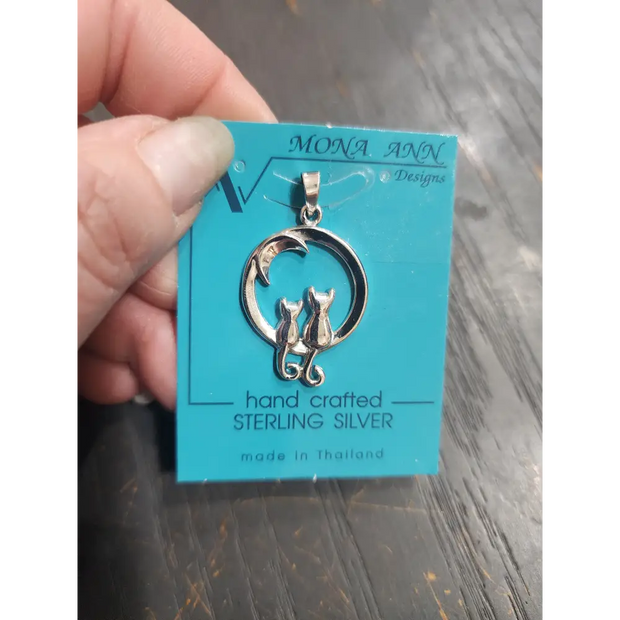 MONA ANN
Designs
hand crafted
STERLING SILVER
made in Thailand